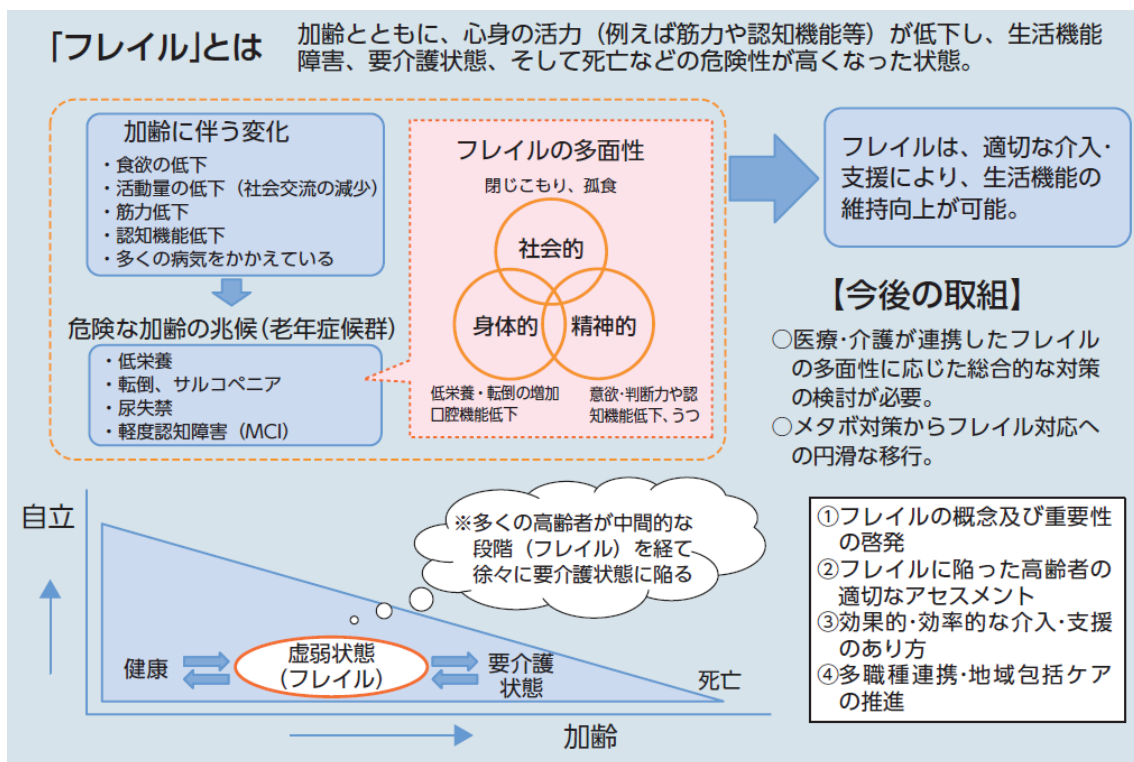 「フレイル」とは
加齢とともに、心身の活力（例えば筋力や認知機能等）が低下し、生活機能
障害、要介護状態、そして死亡などの危険性が高くなった状態。
加齢に伴う変化
・食欲の低下
・活動量の低下（社会交流の減少）
・筋力低下
・認知機能低下
・多くの病気をかかえている
危険な加齢の兆候（老年症候群）
・低栄養
・転倒、サルコペニア
・尿失禁
・軽度認知障害（MCI）
フレイルの多面性
閉じこもり、孤食
社会的
身体的
精神的
低栄養・転倒の増加
口腔機能低下
意欲・判断力や認
知機能低下、うつ
フレイルは、適切な介入・
支援により、生活機能の
維持向上が可能。
【今後の取組】
○医療・介護が連携したフレイル
の多面性に応じた総合的な対策
の検討が必要。
○メタボ対策からフレイル対応へ
の円滑な移行。
①フレイルの概念及び重要性
の啓発
②フレイルに陥った高齢者の
適切なアセスメント
③効果的・効率的な介入・支援
のあり方
④多職種連携・地域包括ケア
の推進
自立
※多くの高齢者が中間的な
段階（フレイル）を経て
徐々に要介護状態に陥る
健康
虚弱状態
（フレイル）
要介護
状態
死亡
加齢